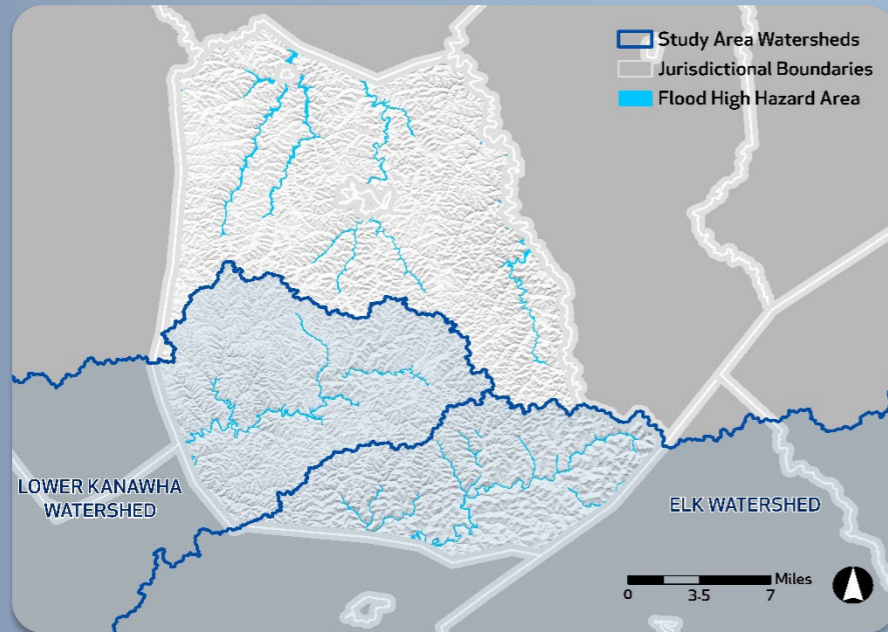 Study Area Watersheds
Jurisdictional Boundaries
Flood High Hazard Area
LOWER KANAWHA
WATERSHED
ELK WATERSHED
Miles
0 3.5 7